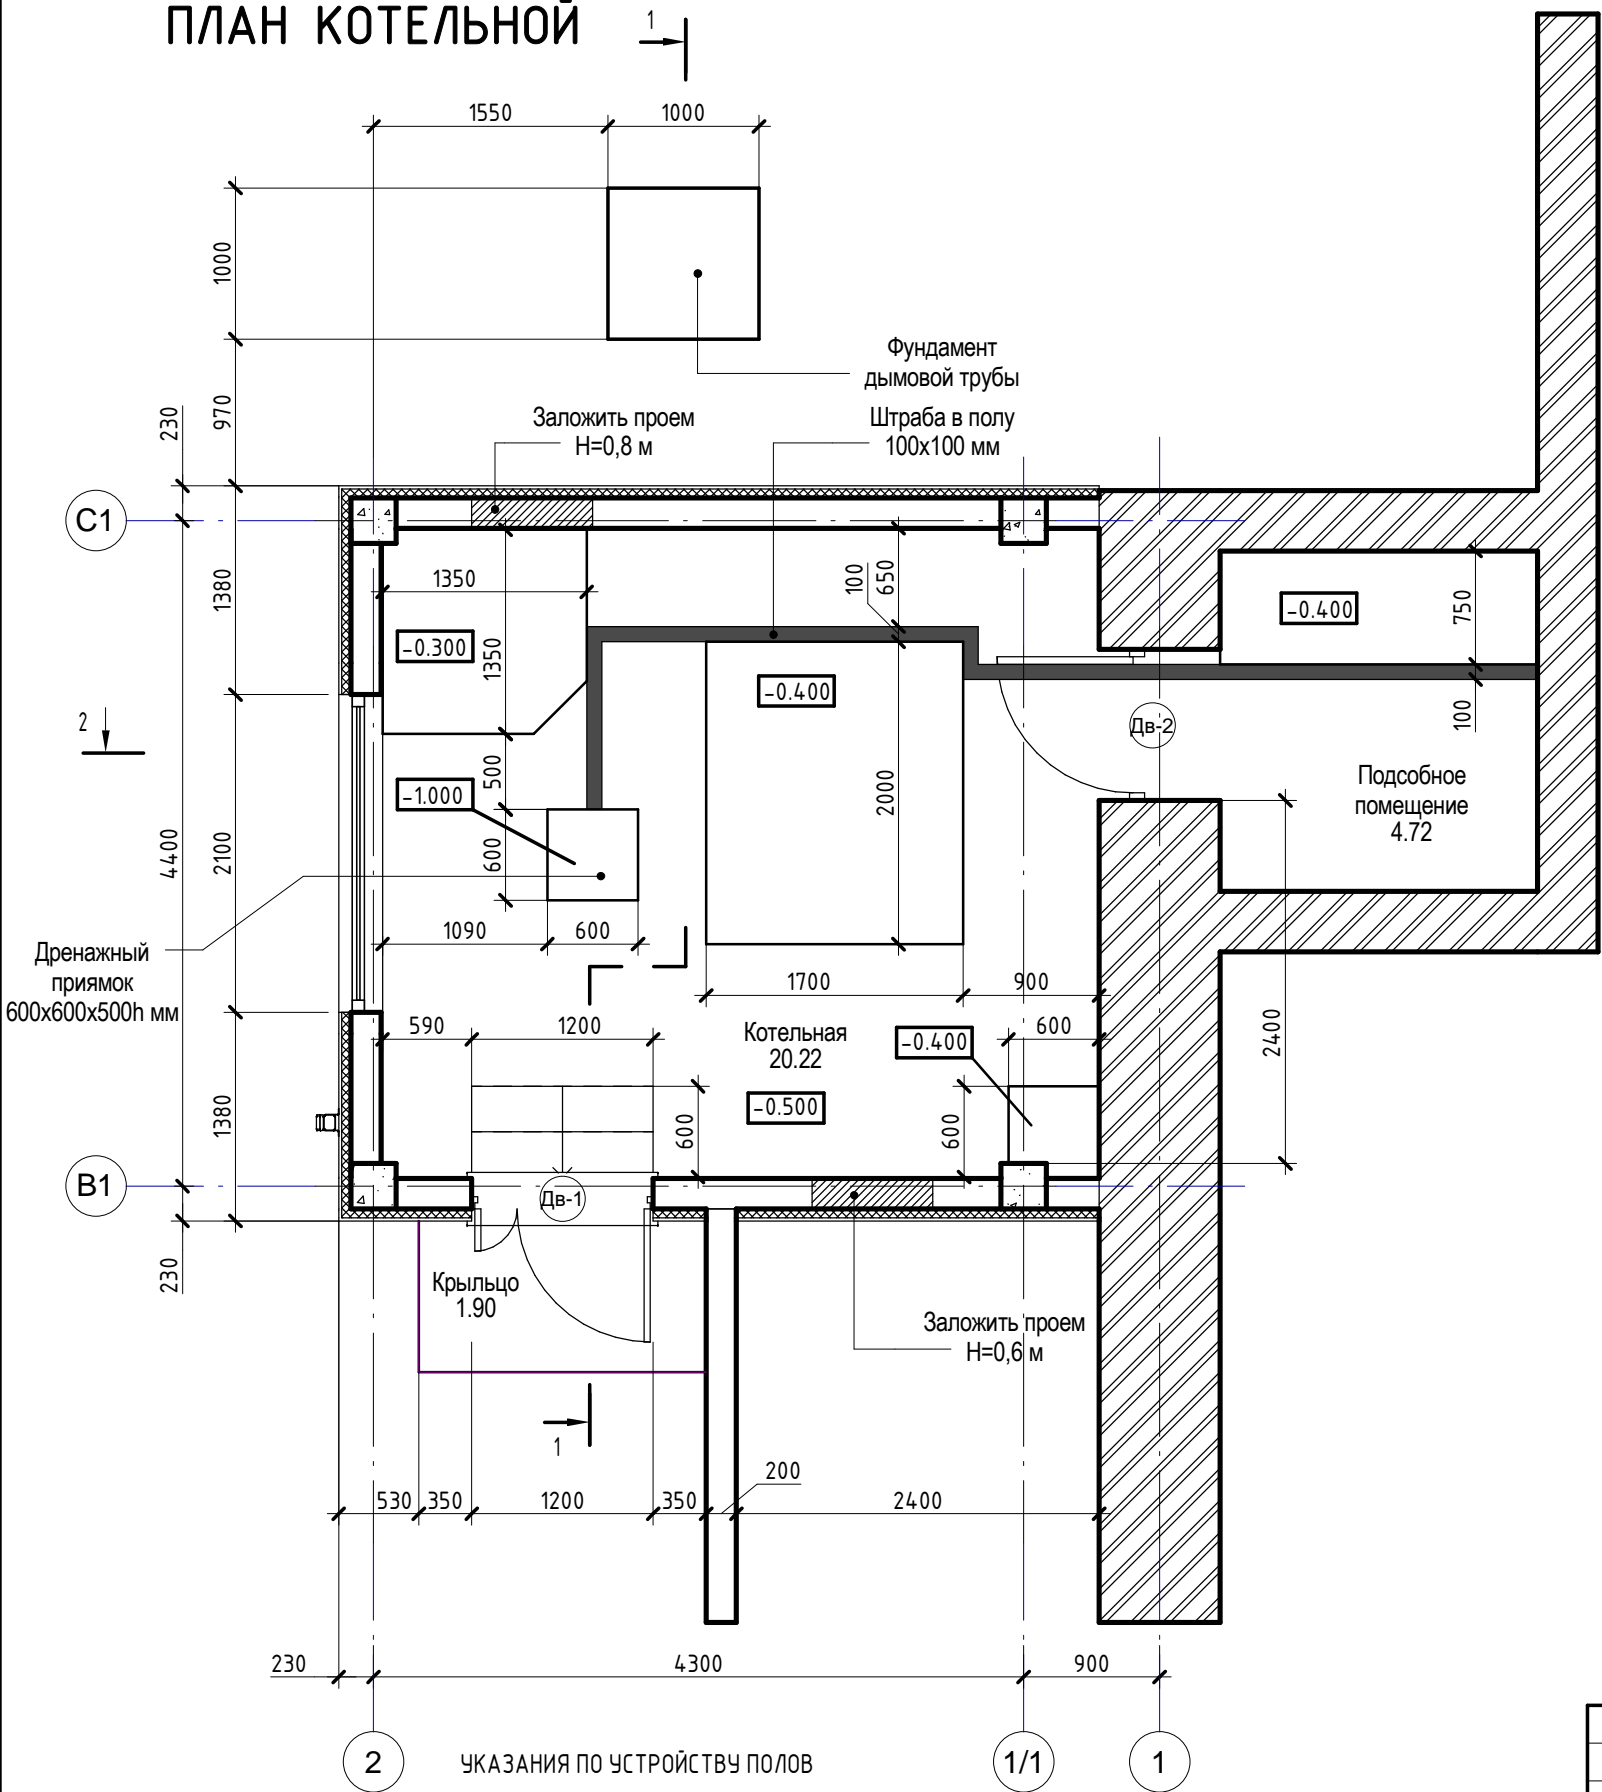 ПЛАН КОТЕЛЬНОЙ
1
1550
1000
1000
970
230
Фундамент
дымовой трубы
Заложить проем
H=0,8 м
Штраба в полу
100x100 мм
С1
1380
1350
100
650
-0.300
1350
-0.400
750
-0.400
2
Дв-2
100
500
-1.000
2000
Подсобное
помещение
4.72
4400
2100
600
1090
600
Дренажный
приямок
600x600x500h мм
1700
900
590
1200
Котельная
20.22
-0.400
600
2400
1380
-0.500
600
600
В1
Дв-1
230
Крыльцо
1.90
Заложить проем
H=0,6 м
1
200
530
350
1200
350
2400
230
4300
900
2
УКАЗАНИЯ ПО УСТРОЙСТВУ ПОЛОВ
1/1
1